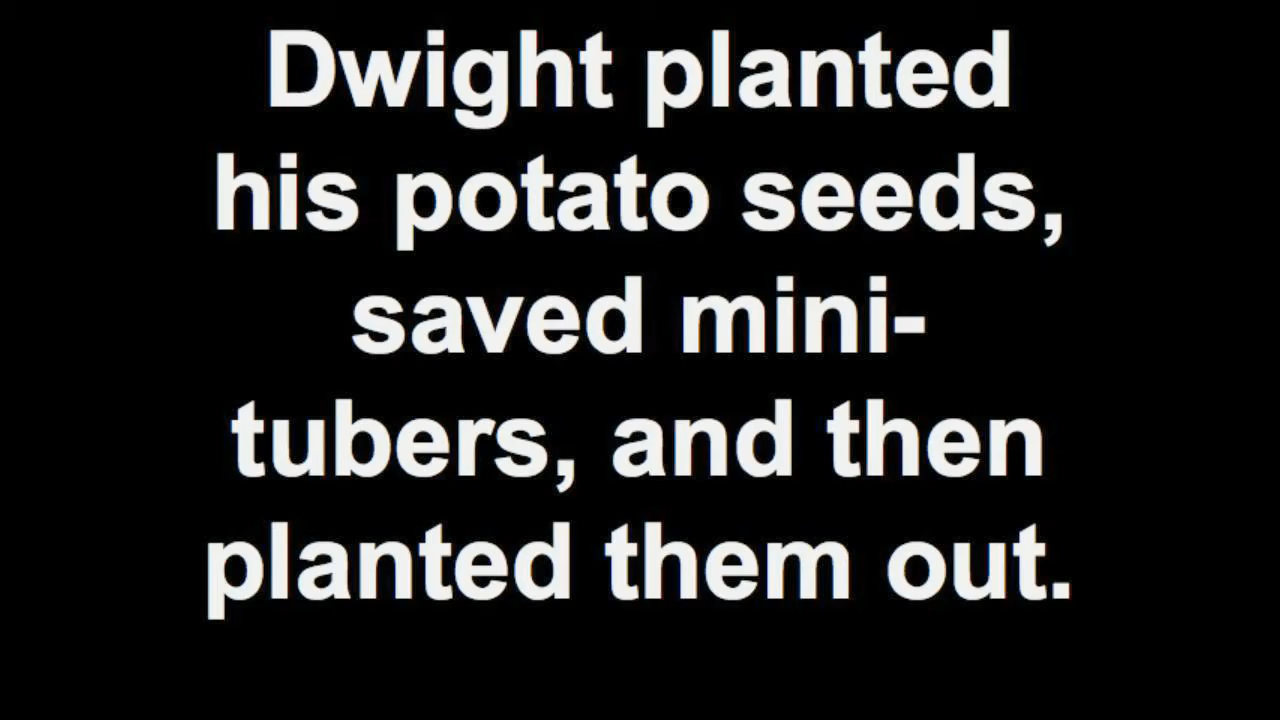 Dwight planted
his potato seeds,
saved mini-
tubers, and then
planted them out.